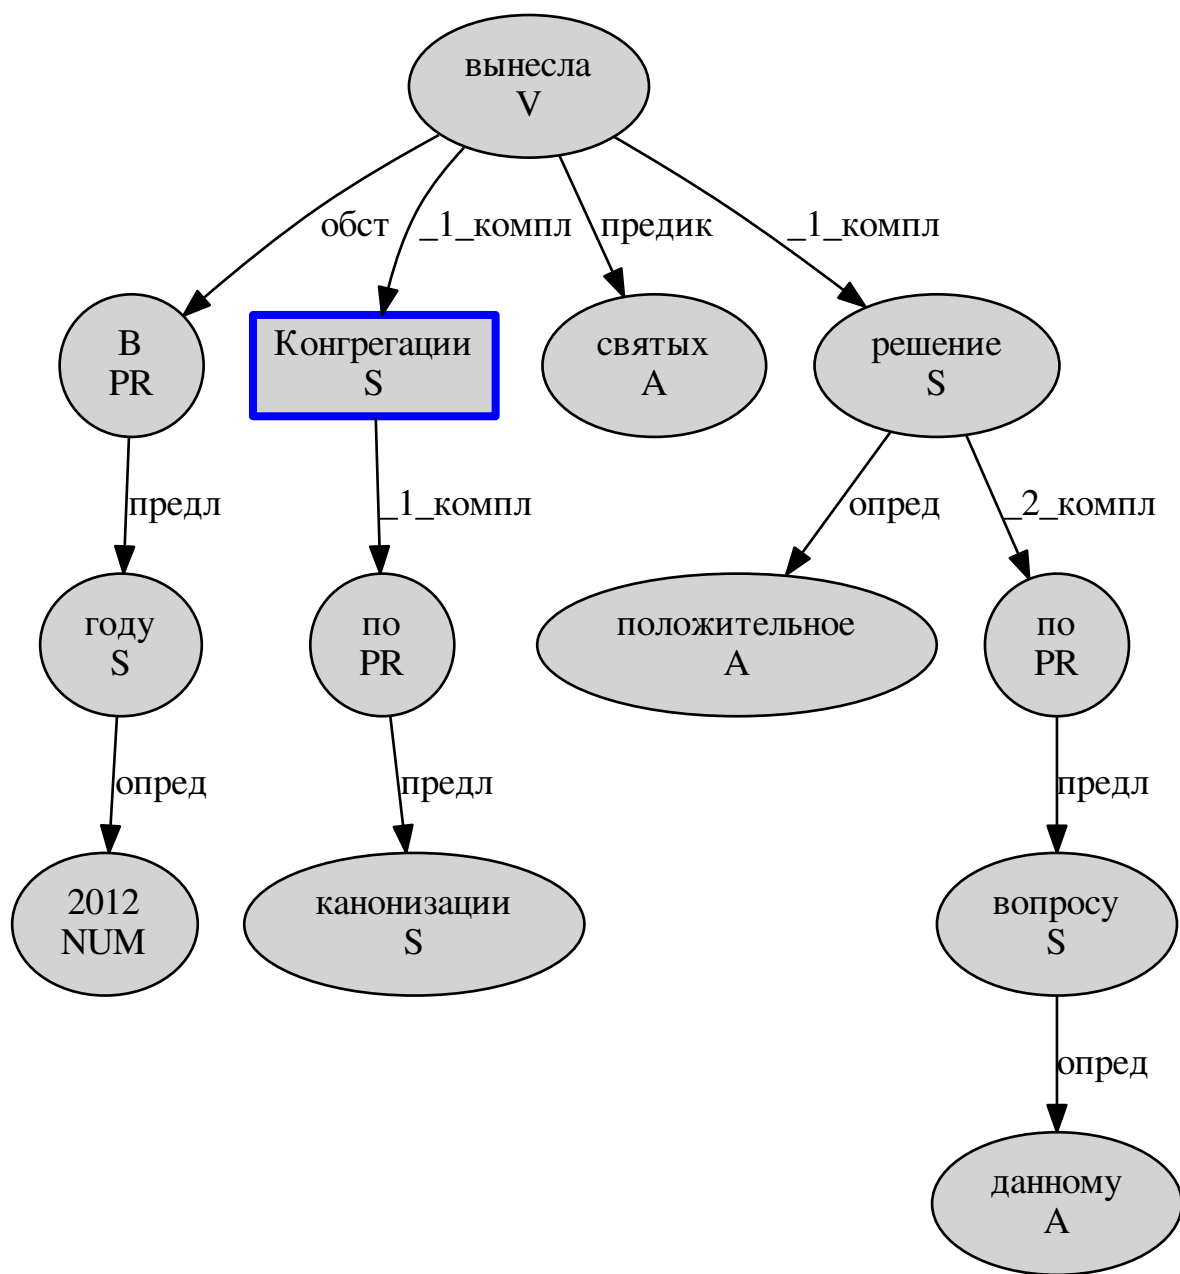 вынесла
V
обст
_1_компл
предик
_1_компл
В
PR
Конгрегации
S
святых
A
решение
S
предл
_1_компл
опред
_2_компл
году
S
по
PR
положительное
A
по
PR
опред
предл
предл
2012
NUM
канонизации
S
вопросу
S
опред
данному
A